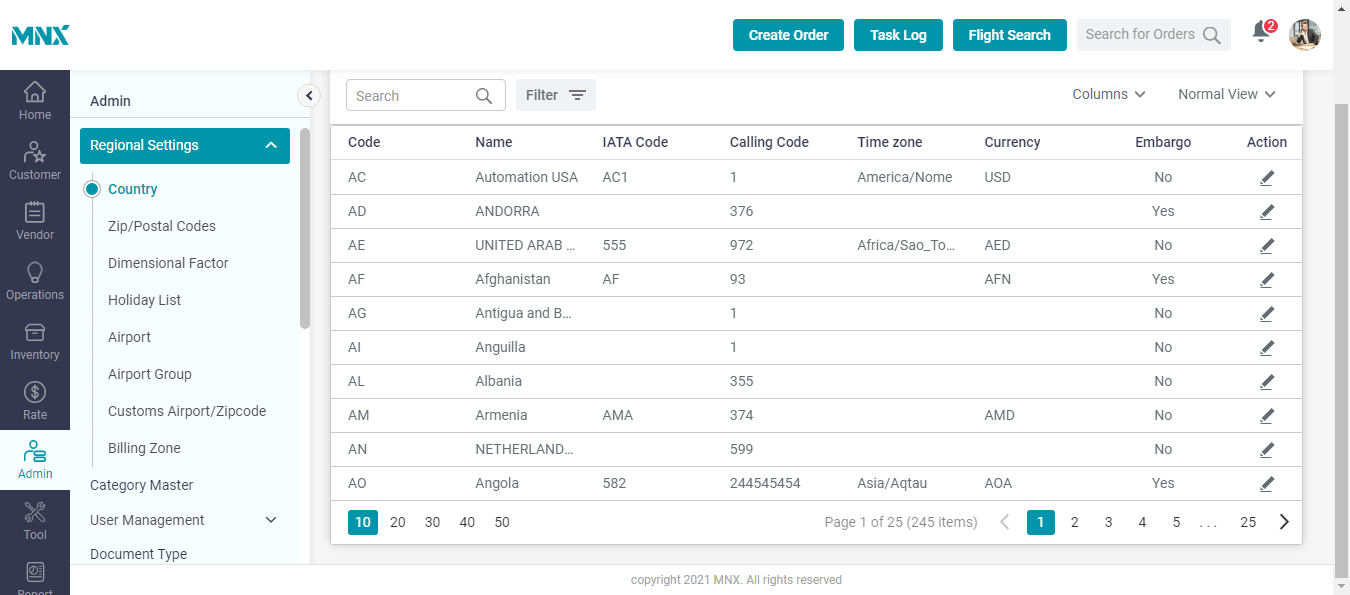 MNX
Create Order Task Log Flight Search Search for Orders 2
Home
Customer
Vendor
Operations
Inventory
Rate
Admin
Tool
Report
Admin
Regional Settings
Country
Zip/Postal Codes
Dimensional Factor
Holiday List
Airport
Airport Group
Customs Airport/Zipcode
Billing Zone
Category Master
User Management
Document Type
Search Filter Columns Normal View
Code Name IATA Code Calling Code Time zone Currency Embargo Action
AC Automation USA AC1 1 America/Nome USD No
AD ANDORRA 376 Yes
AE UNITED ARAB ... 555 972 Africa/Sao_To... AED No
AF Afghanistan AF 93 AFN Yes
AG Antigua and B... 1 No
AI Anguilla 1 No
AL Albania 355 No
AM Armenia AMA 374 AMD No
AN NETHERLAND... 599 No
AO Angola 582 244545454 Asia/Aqtau AOA Yes
10 20 30 40 50 Page 1 of 25 (245 items) 1 2 3 4 5 ... 25
copyright 2021 MNX. All rights reserved